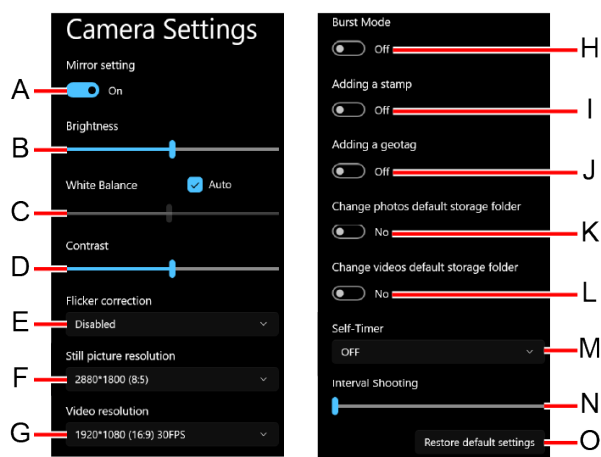 Camera Settings
Mirror setting
A
On
Brightness
B
White Balance
Auto
C
Contrast
D
Flicker correction
E
Disabled
Still picture resolution
F
2880*1800 (8:5)
Video resolution
G
1920*1080 (16:9) 30FPS
Burst Mode
Off
H
Adding a stamp
Off
I
Adding a geotag
Off
J
Change photos default storage folder
No
K
Change videos default storage folder
No
L
Self-Timer
OFF
M
Interval Shooting
N
Restore default settings
O